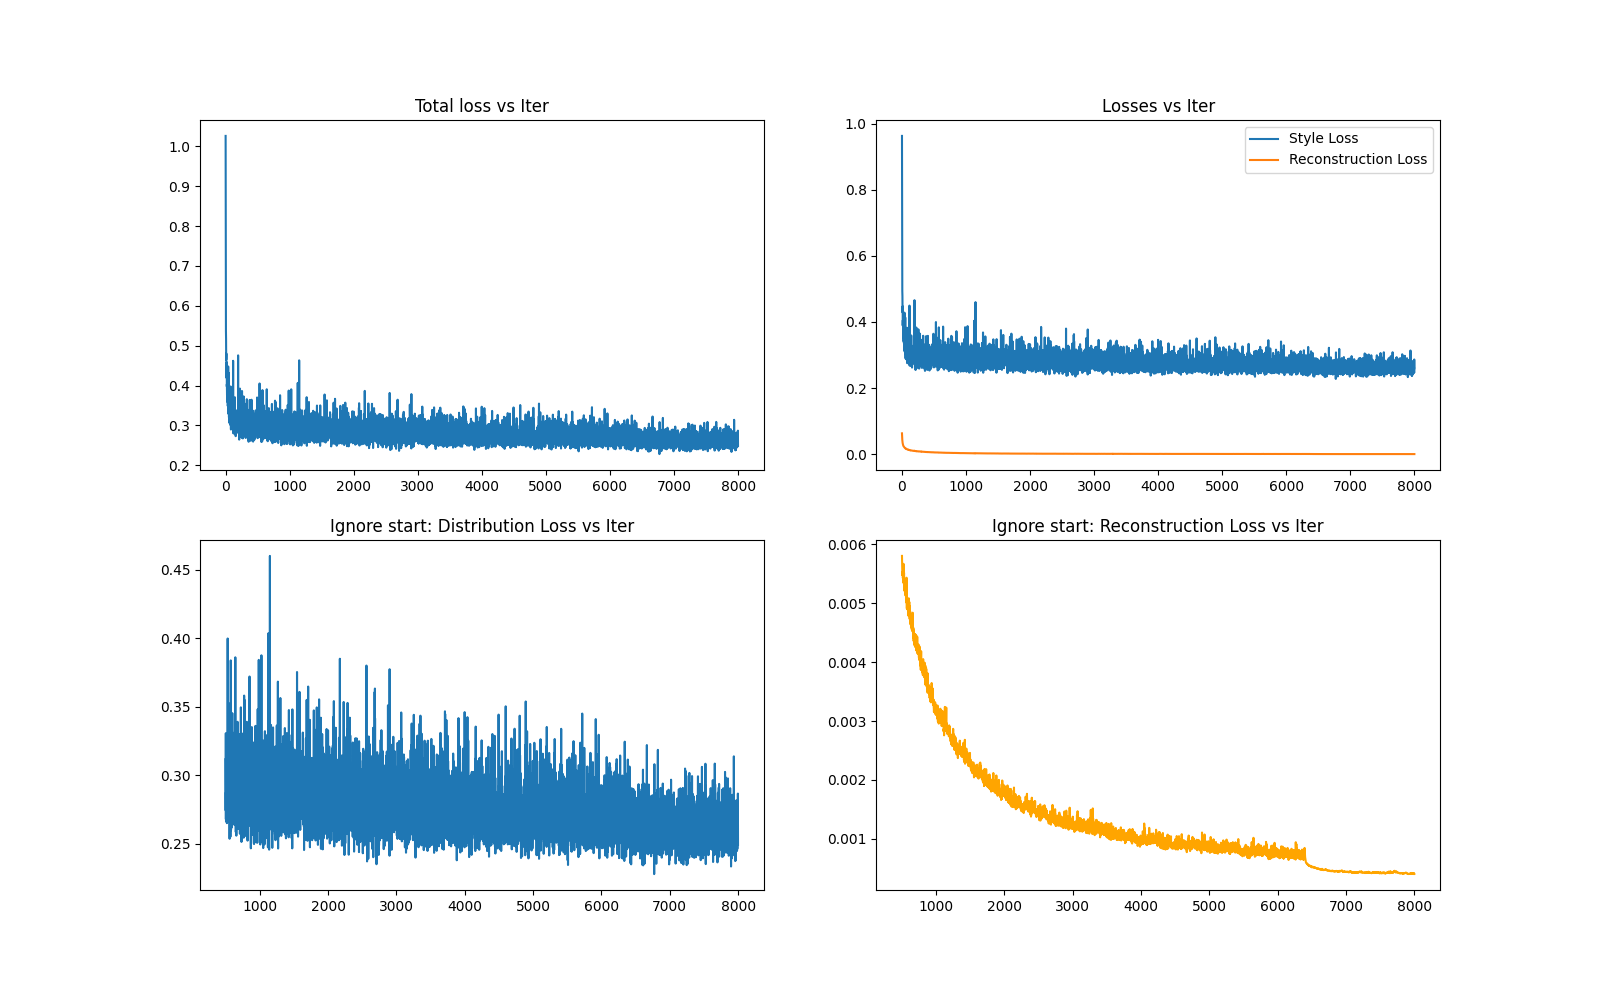 Total loss vs Iter
1.0
0.9
0.8
0.7
0.6
0.5
0.4
0.3
0.2
0 1000 2000 3000 4000 5000 6000 7000 8000
Losses vs Iter
Style Loss
Reconstruction Loss
1.0
0.8
0.6
0.4
0.2
0.0
0 1000 2000 3000 4000 5000 6000 7000 8000
Ignore start: Distribution Loss vs Iter
0.45
0.40
0.35
0.30
0.25
1000 2000 3000 4000 5000 6000 7000 8000
Ignore start: Reconstruction Loss vs Iter
0.006
0.005
0.004
0.003
0.002
0.001
1000 2000 3000 4000 5000 6000 7000 8000